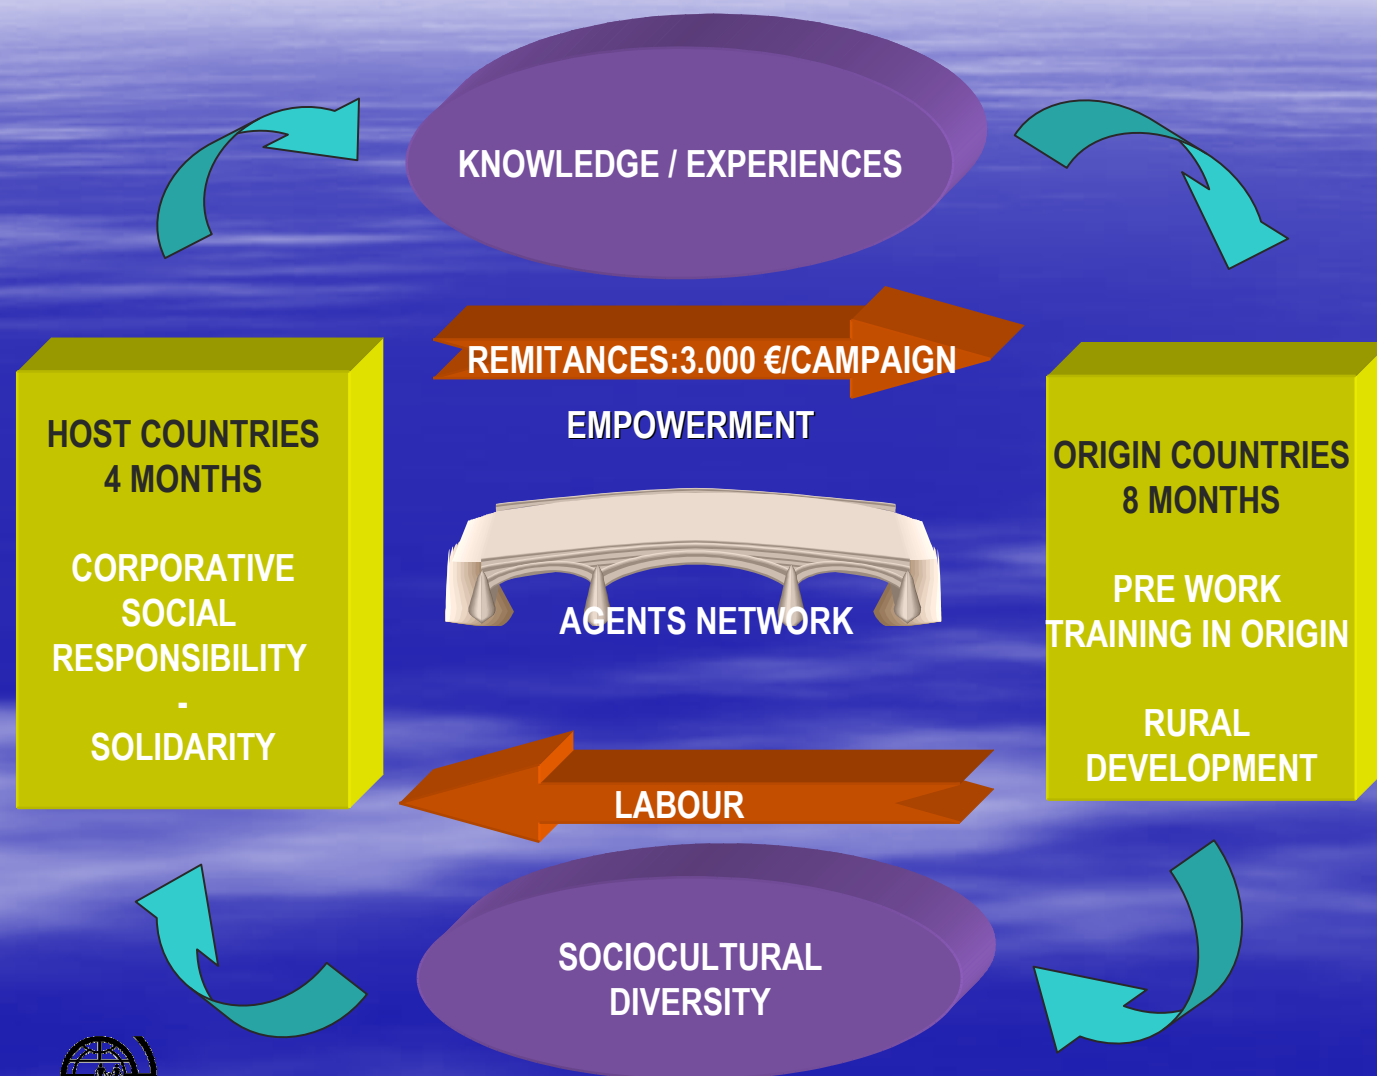 KNOWLEDGE / EXPERIENCES
REMITANCES:3.000 €/CAMPAIGN
EMPOWERMENT
HOST COUNTRIES
4 MONTHS
CORPORATIVE
SOCIAL
RESPONSIBILITY
-
SOLIDARITY
AGENTS NETWORK
ORIGIN COUNTRIES
8 MONTHS
PRE WORK
TRAINING IN ORIGIN
RURAL
DEVELOPMENT
LABOUR
SOCIOCULTURAL
DIVERSITY